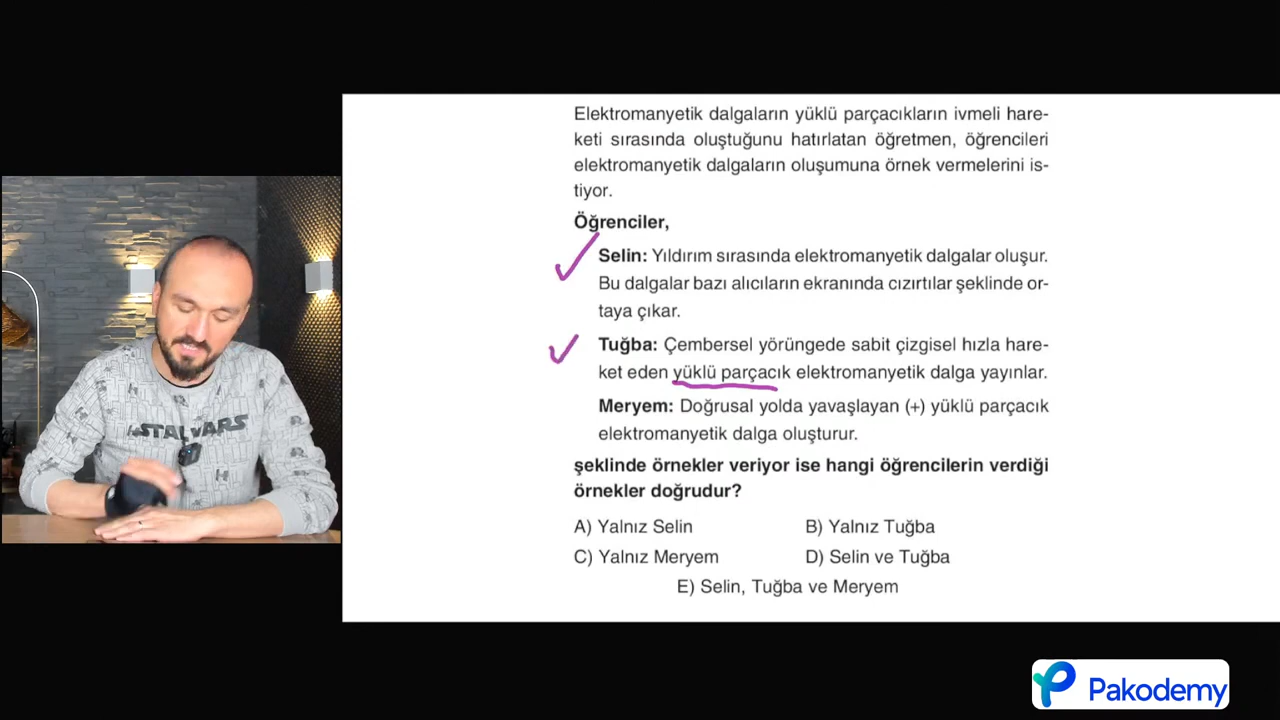 Elektromanyetik dalgaların yüklü parçacıkların ivmeli hare-
keti sırasında oluştuğunu hatırlatan öğretmen, öğrencileri
elektromanyetik dalgaların oluşumuna örnek vermelerini is-
tiyor.
Öğrenciler,
Selin: Yıldırım sırasında elektromanyetik dalgalar oluşur.
Bu dalgalar bazı alıcıların ekranında cızırtılar şeklinde or-
taya çıkar.
Tuğba: Çembersel yörüngede sabit çizgisel hızla hare-
ket eden yüklü parçacık elektromanyetik dalga yayınlar.
Meryem: Doğrusal yolda yavaşlayan (+) yüklü parçacık
elektromanyetik dalga oluşturur.
şeklinde örnekler veriyor ise hangi öğrencilerin verdiği
örnekler doğrudur?
A) Yalnız Selin
B) Yalnız Tuğba
C) Yalnız Meryem
D) Selin ve Tuğba
E) Selin, Tuğba ve Meryem
STAR WARS
Pakodemy